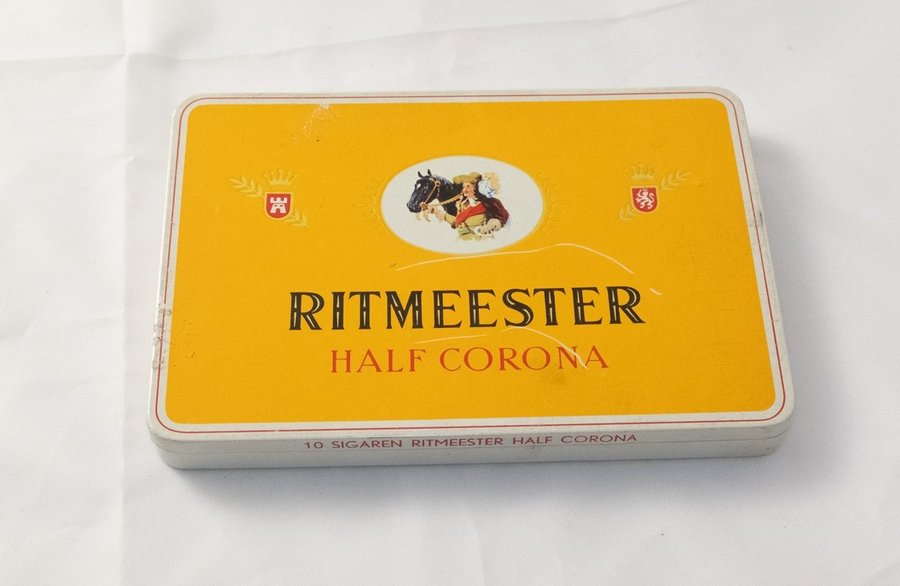 RITMEESTER
HALF CORONA
10 SIGAREN RITMEESTER HALF CORONA